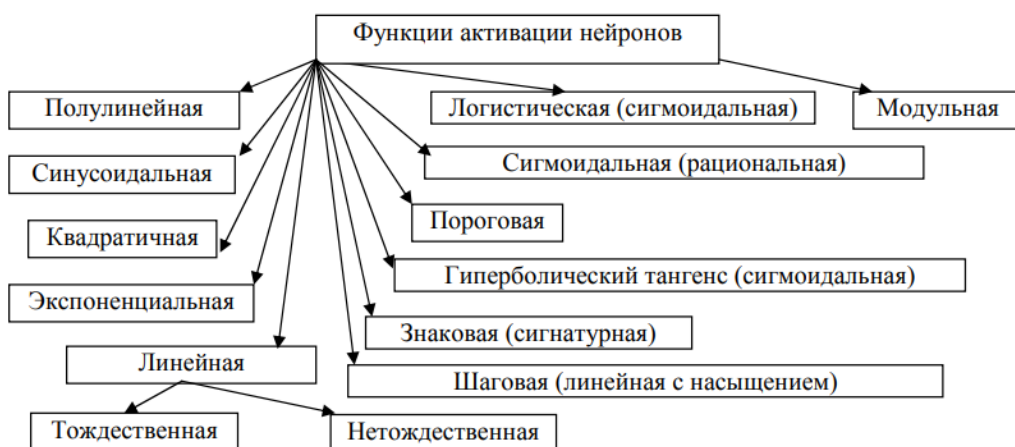 Функции активации нейронов
Полулинейная
Логистическая (сигмоидальная)
Модульная
Синусоидальная
Сигмоидальная (рациональная)
Квадратичная
Пороговая
Экспоненциальная
Гиперболический тангенс (сигмоидальная)
Знаковая (сигнатурная)
Линейная
Шаговая (линейная с насыщением)
Тождественная
Нетождественная